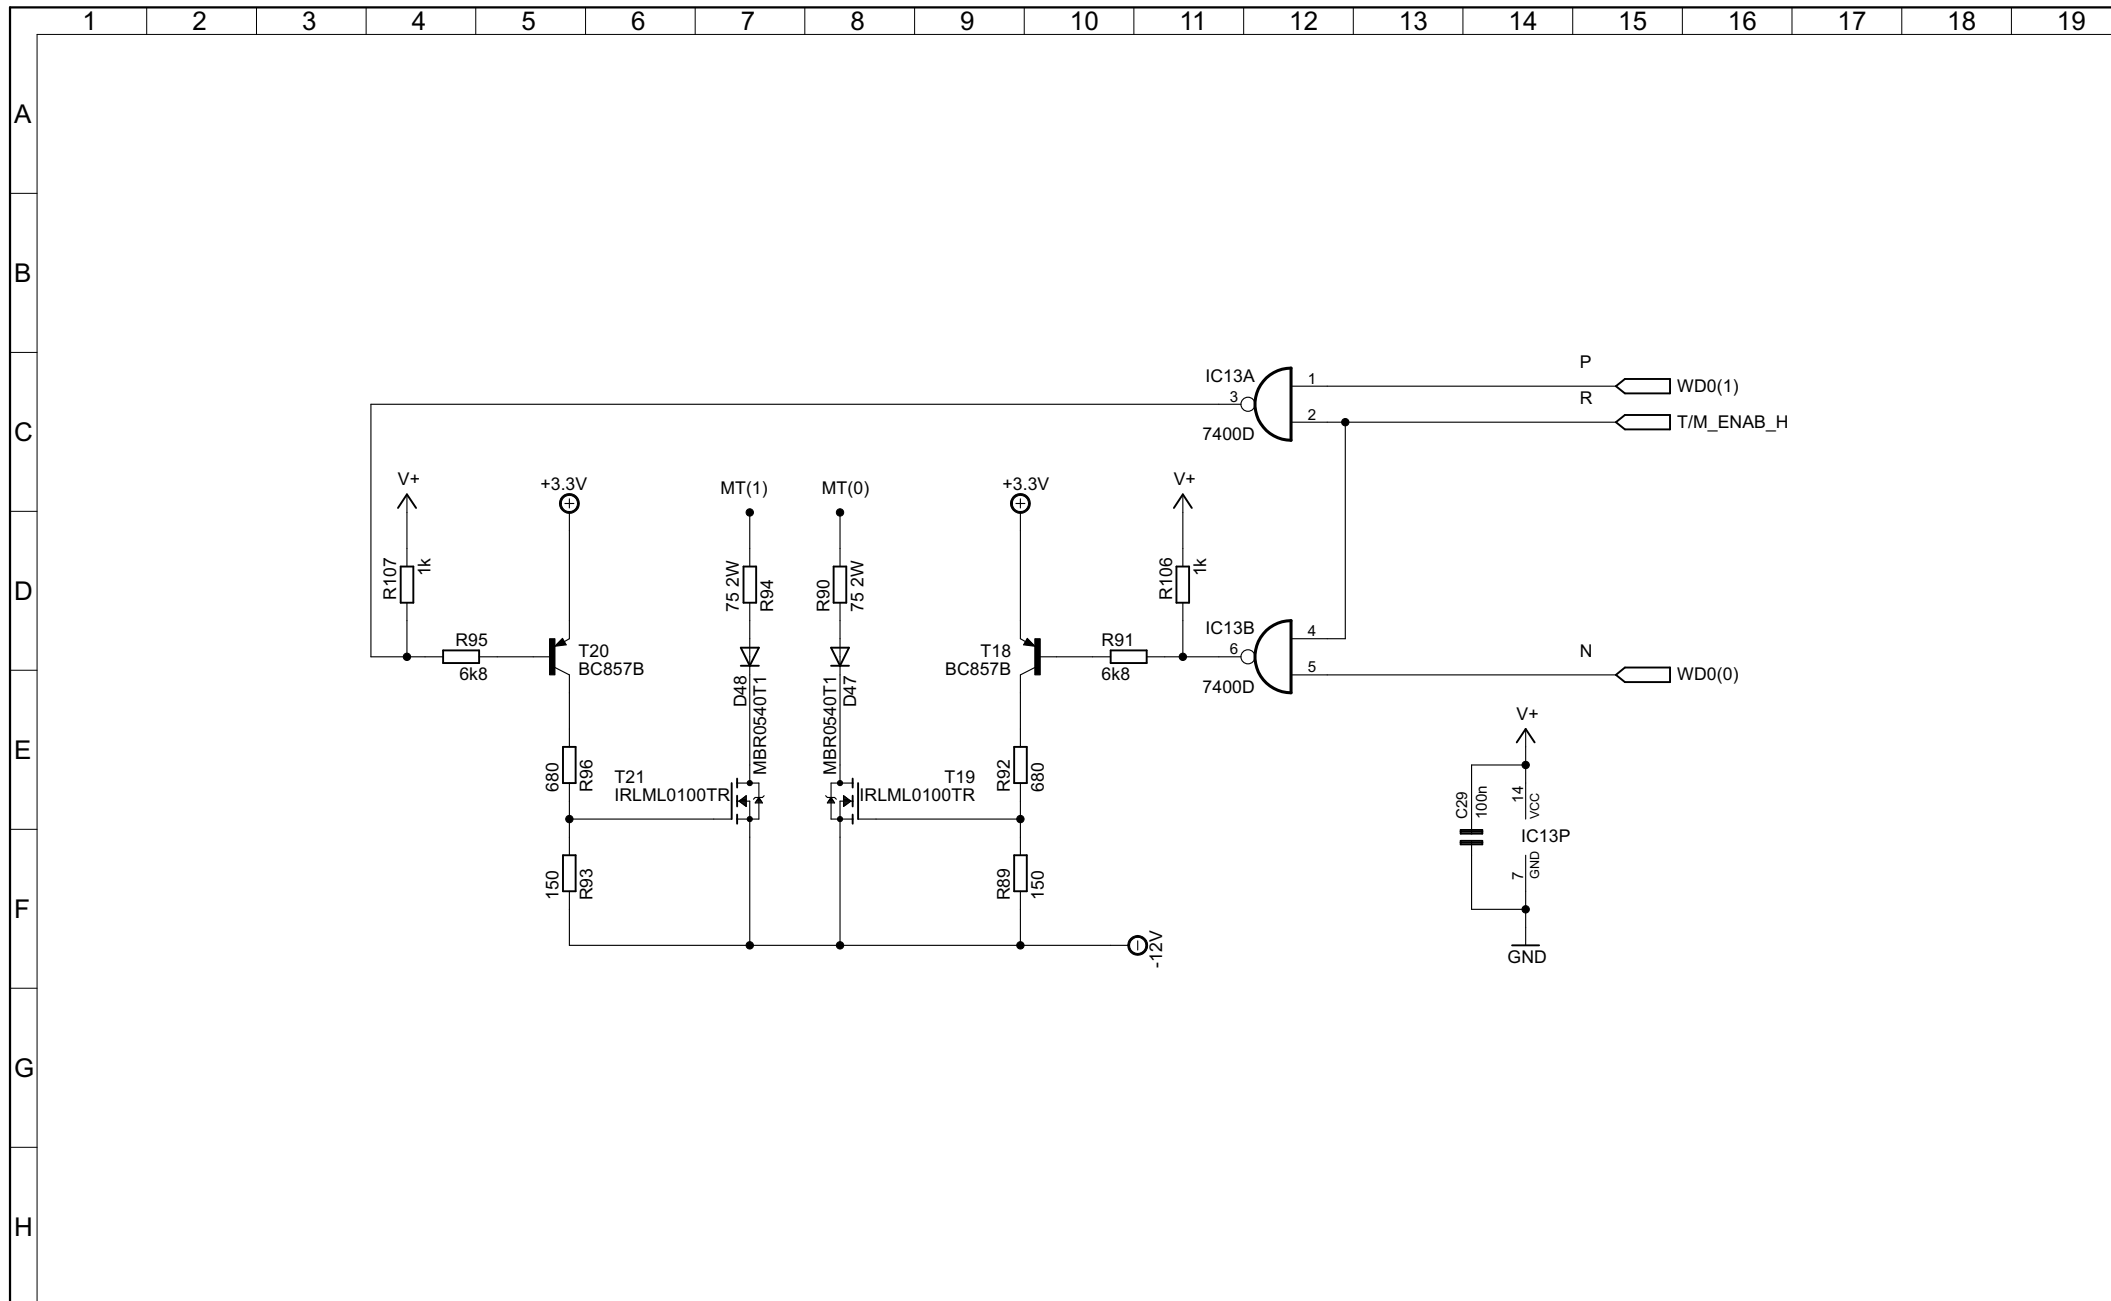 1 2 3 4 5 6 7 8 9 10 11 12 13 14 15 16 17 18 19
A
B
C
D
E
F
G
H
P
WD0(1)
R
T/M_ENAB_H
IC13A
1
2
3
7400D
V+
+3.3V
MT(1)
MT(0)
+3.3V
V+
R107
1k
75 2W
R94
R90
75 2W
R106
1k
R95
6k8
T20
BC857B
T18
BC857B
R91
6k8
IC13B
4
5
6
7400D
N
WD0(0)
D48
MBR0540T1
MBR0540T1
D47
680
R96
T21
IRLML0100TR
T19
IRLML0100TR
R92
680
150
R93
R89
150
-12V
V+
C29
100n
14
VCC
IC13P
7
GND
GND